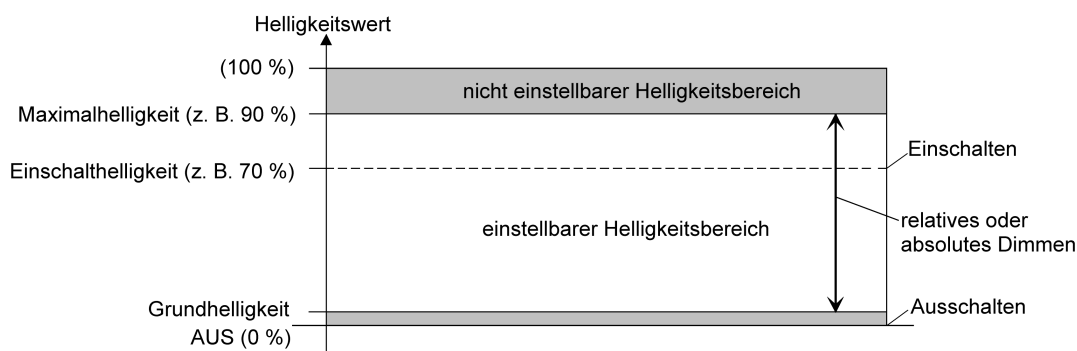 Helligkeitswert
(100 %)
nicht einstellbarer Helligkeitsbereich
Maximalhelligkeit (z. B. 90 %)
Einschalten
Einschalthelligkeit (z. B. 70 %)
relatives oder
absolutes Dimmen
einstellbarer Helligkeitsbereich
Grundhelligkeit
Ausschalten
AUS (0 %)